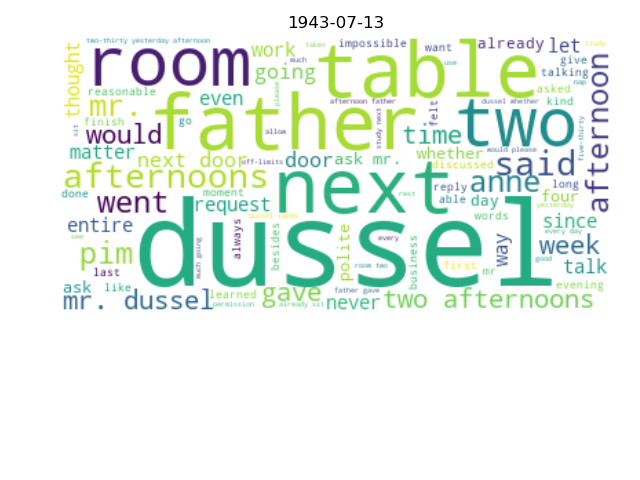 1943-07-13
two-thirty yesterday afternoon
thought
room
work
takes
impossible
want
already
let
study
much
table
use
give
going
talking
afternoon
reasonable
mr.
even
father
please
afternoon father
felt
dussel whether
asked
kind
nap
two
finish
go
sit
would
study next
allow
time
would please
five-thirty
matter
next door
off-limits
door
ask mr.
whether
discussed
said
afternoons
next
anne
reply
long
done
went
moment
request
able
day
four
yesterday
rest
words
entire
always
dussel takes
dussel
every
since
every day
see
pim
much going
besides
room two
polite
business
first
way
week
good
last
mr
talk
ask
like
learned
gave
father gave
evening
mr. dussel
permission
already sit
never
two afternoons